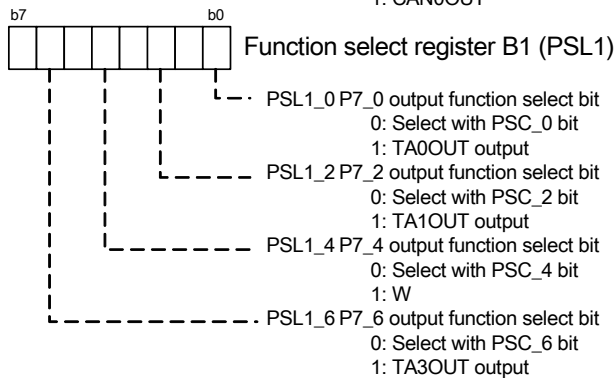 1: CAN0OUT
b7 b0
Function select register B1 (PSL1)
PSL1_0 P7_0 output function select bit
0: Select with PSC_0 bit
1: TA0OUT output
PSL1_2 P7_2 output function select bit
0: Select with PSC_2 bit
1: TA1OUT output
PSL1_4 P7_4 output function select bit
0: Select with PSC_4 bit
1: W
PSL1_6 P7_6 output function select bit
0: Select with PSC_6 bit
1: TA3OUT output